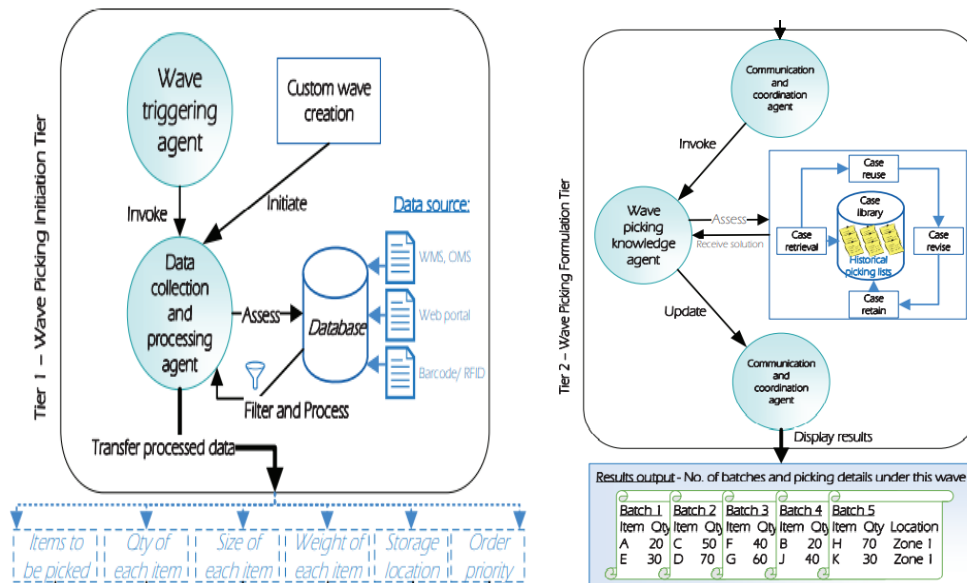 Tier 1 – Wave Picking Initiation Tier
Wave
triggering
agent
Custom wave
creation
Invoke
Initiate
Data source:
Data
collection
and
processing
agent
Assess
Database
WMS, OMS
Web portal
Barcode/ RFID
Filter and Process
Transfer processed data
Items to
be picked
Qty of
each item
Size of
each item
Weight of
each item
Storage
location
Order
priority
Tier 2 – Wave Picking Formulation Tier
Communication
and
coordination
agent
Invoke
Wave
picking
knowledge
agent
Assess
Receive solution
Case
reuse
Case
library
Case
retrieval
Case
revise
Historical
picking lists
Case
retain
Update
Communication
and
coordination
agent
Display results
Results output - No. of batches and picking details under this wave
Batch 1 Batch 2 Batch 3 Batch 4 Batch 5
Item Qty Item Qty Item Qty Item Qty Item Qty Location
A 20 C 50 F 40 B 20 H 70 Zone 1
E 30 D 70 G 60 J 40 K 30 Zone 1